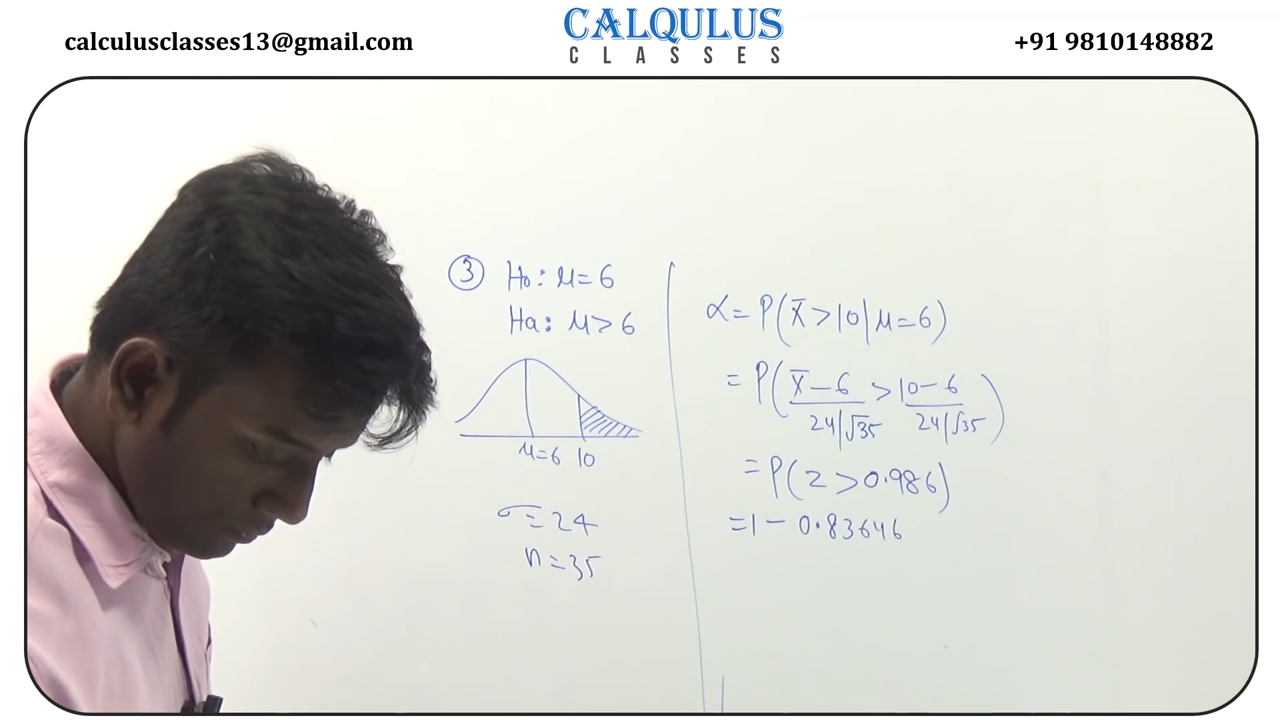 calculusclasses13@gmail.com
CALQULUS
CLASSES
+91 9810148882
③ H₀: μ=6
Ha: μ>6
μ=6 10
σ=24
n=35
α= P(x̄>10|μ=6)
= P(x̄-6/24/√35 > 10-6/24/√35)
= P(Z>0.986)
=1-0.83646